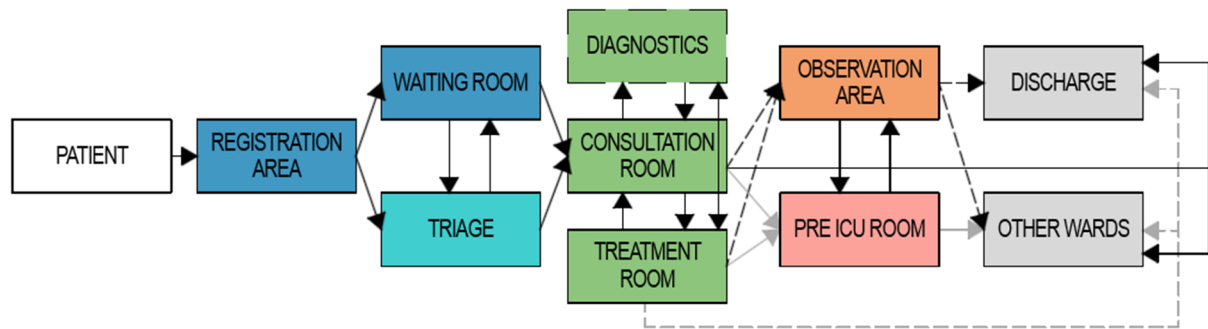 PATIENT
REGISTRATION
AREA
WAITING ROOM
TRIAGE
DIAGNOSTICS
CONSULTATION
ROOM
TREATMENT
ROOM
OBSERVATION
AREA
PRE ICU ROOM
DISCHARGE
OTHER WARDS